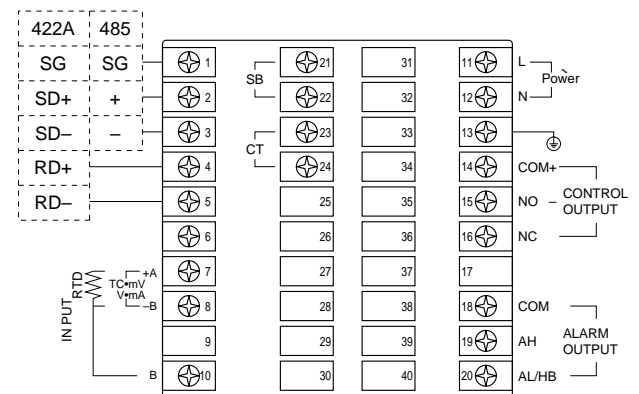 422A 485
SG SG 1 21 31 11 L
SB Power ~
SD+ + 2 22 32 12 N
SD– – 3 23 33 13
CT
RD+ 4 24 34 14 COM+
RD– 5 25 35 15 NO – CONTROL
OUTPUT
6 26 36 16 NC
RTD TC•mV +A 7 27 37 17
V•mA
IN PUT –B 8 28 38 18 COM
9 29 39 19 AH ALARM
OUTPUT
B 10 30 40 20 AL/HB